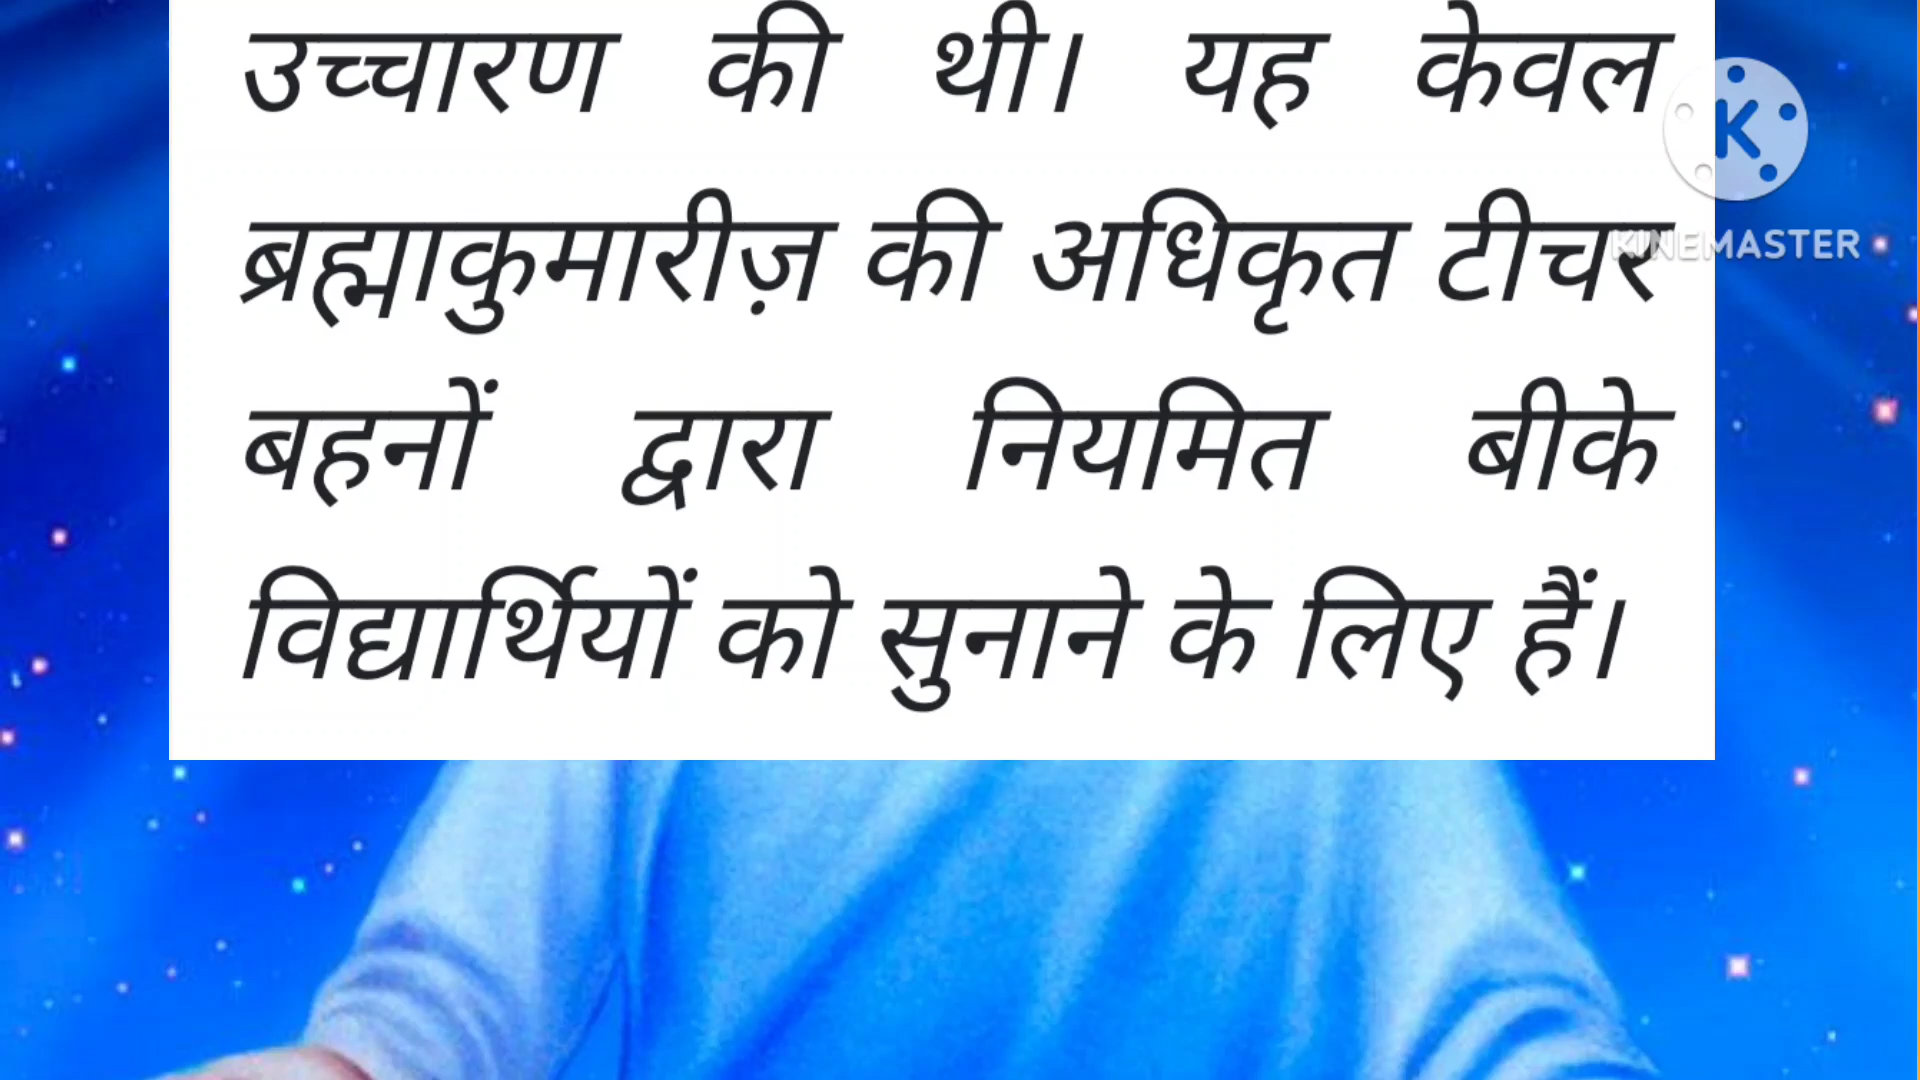 उच्चारण की थी। यह केवल
ब्रह्माकुमारीज़ की अधिकृत टीचर
बहनों द्वारा नियमित बीके
विद्यार्थियों को सुनाने के लिए हैं।
K
KINEMASTER